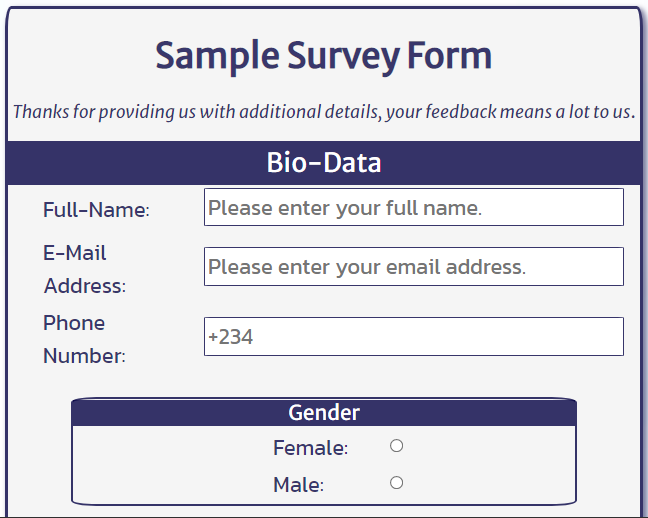 Sample Survey Form
Thanks for providing us with additional details, your feedback means a lot to us.
Bio-Data
Full-Name: Please enter your full name.
E-Mail
Address: Please enter your email address.
Phone
Number: +234
Gender
Female:
Male: